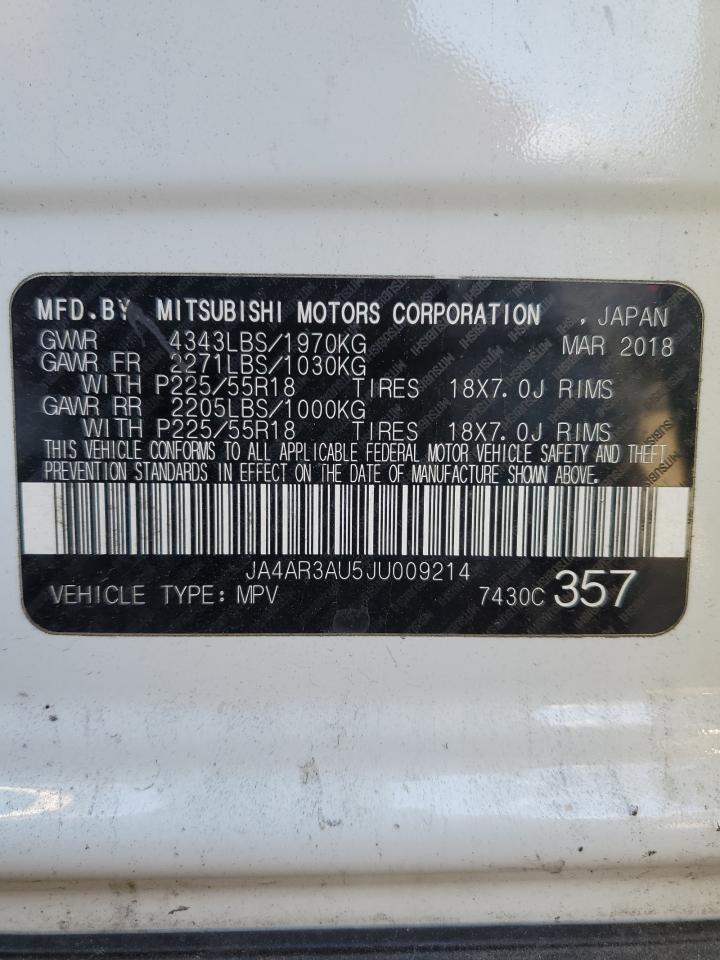 MFD.BY MITSUBISHI MOTORS CORPORATION , JAPAN
GVWR 4343LBS/1970KG MAR 2018
GAWR FR 2271LBS/1030KG
WITH P225/55R18 TIRES 18X7.0J RIMS
GAWR RR 2205LBS/1000KG
WITH P225/55R18 TIRES 18X7.0J RIMS
THIS VEHICLE CONFORMS TO ALL APPLICABLE FEDERAL MOTOR VEHICLE SAFETY AND THEFT
PREVENTION STANDARDS IN EFFECT ON THE DATE OF MANUFACTURE SHOWN ABOVE.
JA4AR3AU5JU009214
VEHICLE TYPE: MPV 7430C 357